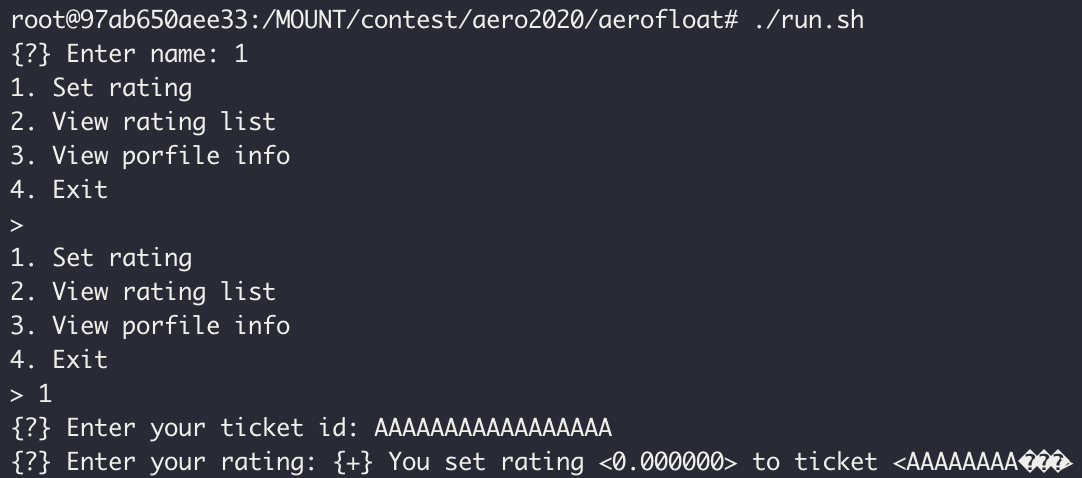 root@97ab650aee33:/MOUNT/contest/aero2020/aerofloat# ./run.sh
{?} Enter name: 1
1. Set rating
2. View rating list
3. View porfile info
4. Exit
>
1. Set rating
2. View rating list
3. View porfile info
4. Exit
> 1
{?} Enter your ticket id: AAAAAAAAAAAAAAAAA
{?} Enter your rating: {+} You set rating <0.000000> to ticket <AAAAAAAA���>